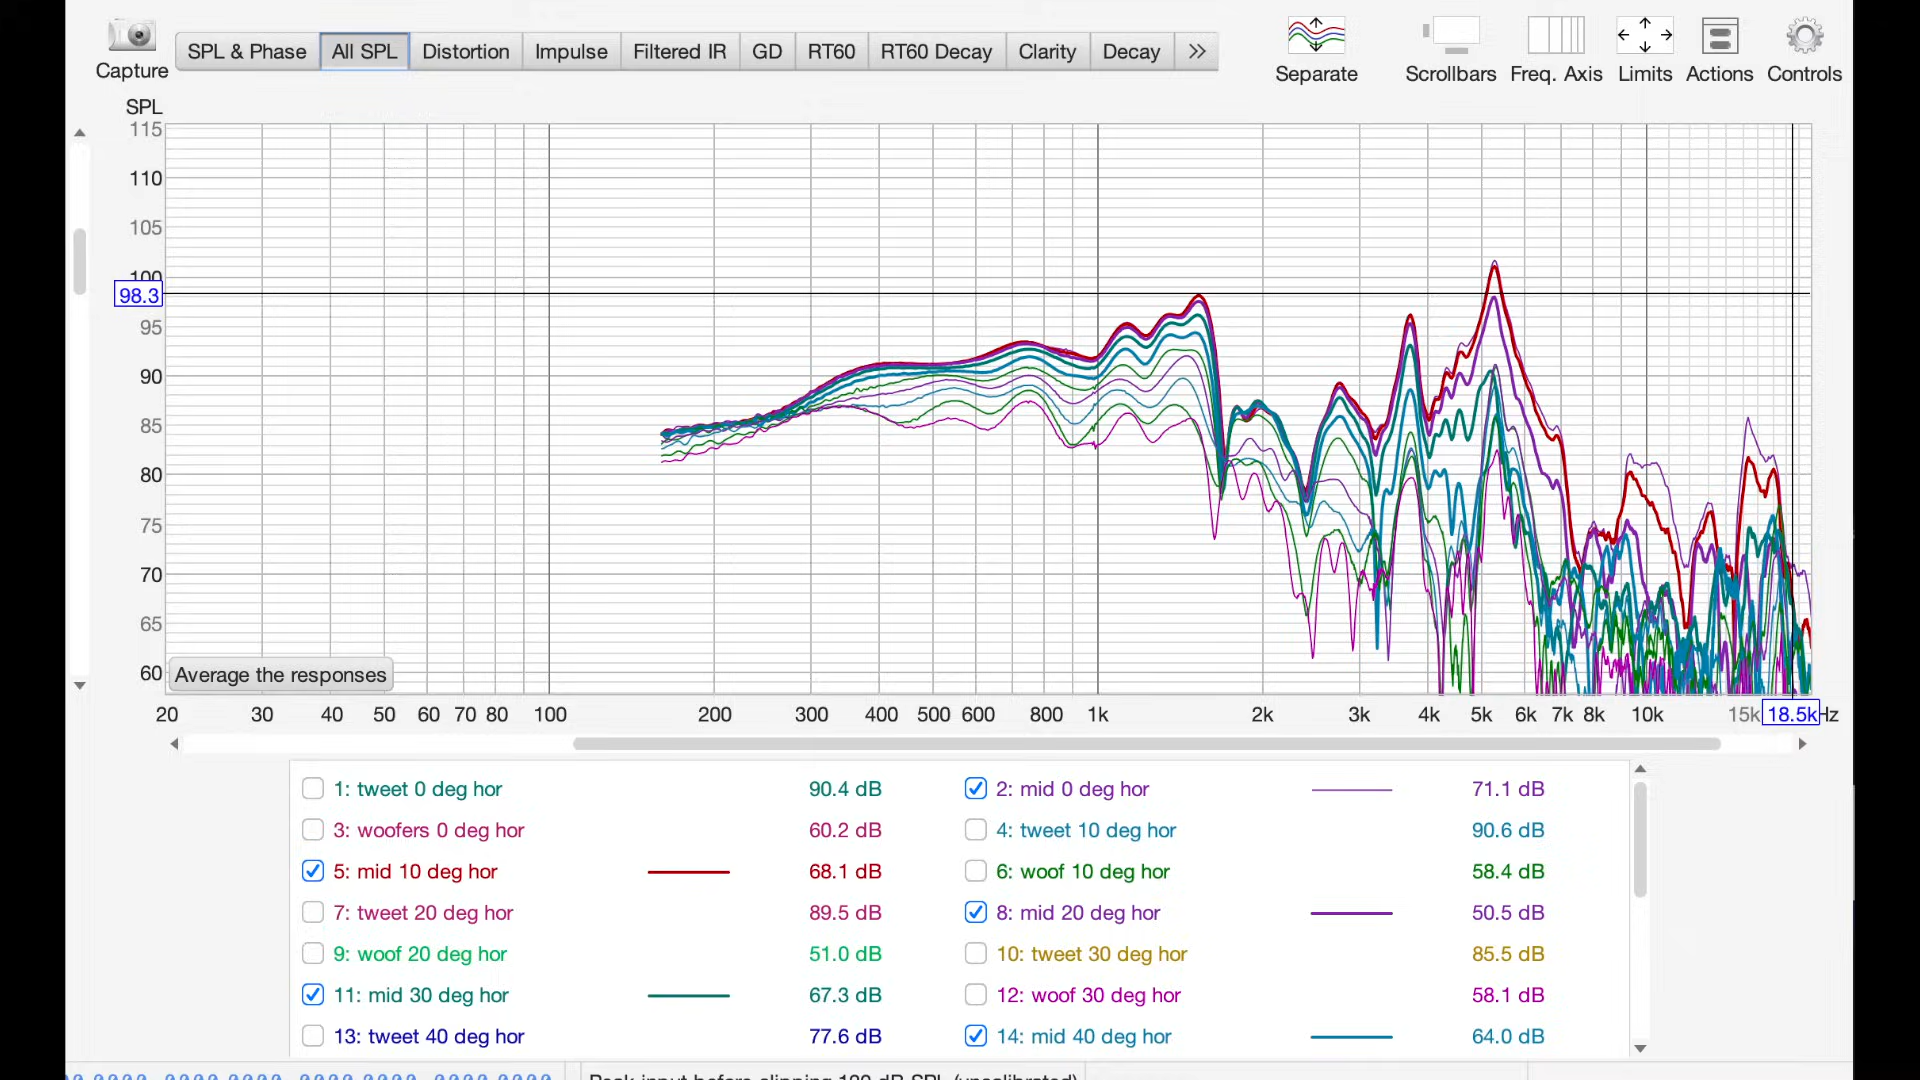 Capture
SPL & Phase All SPL Distortion Impulse Filtered IR GD RT60 RT60 Decay Clarity Decay »
Separate Scrollbars Freq. Axis Limits Actions Controls
SPL
115
110
105
100
98.3
95
90
85
80
75
70
65
60
Average the responses
20 30 40 50 60 70 80 100 200 300 400 500 600 800 1k 2k 3k 4k 5k 6k 7k 8k 10k 15k 18.5k Hz
1: tweet 0 deg hor 90.4 dB 2: mid 0 deg hor 71.1 dB
3: woofers 0 deg hor 60.2 dB 4: tweet 10 deg hor 90.6 dB
5: mid 10 deg hor 68.1 dB 6: woof 10 deg hor 58.4 dB
7: tweet 20 deg hor 89.5 dB 8: mid 20 deg hor 50.5 dB
9: woof 20 deg hor 51.0 dB 10: tweet 30 deg hor 85.5 dB
11: mid 30 deg hor 67.3 dB 12: woof 30 deg hor 58.1 dB
13: tweet 40 deg hor 77.6 dB 14: mid 40 deg hor 64.0 dB
Peak input before clipping 120 dB SPL (uncalibrated)